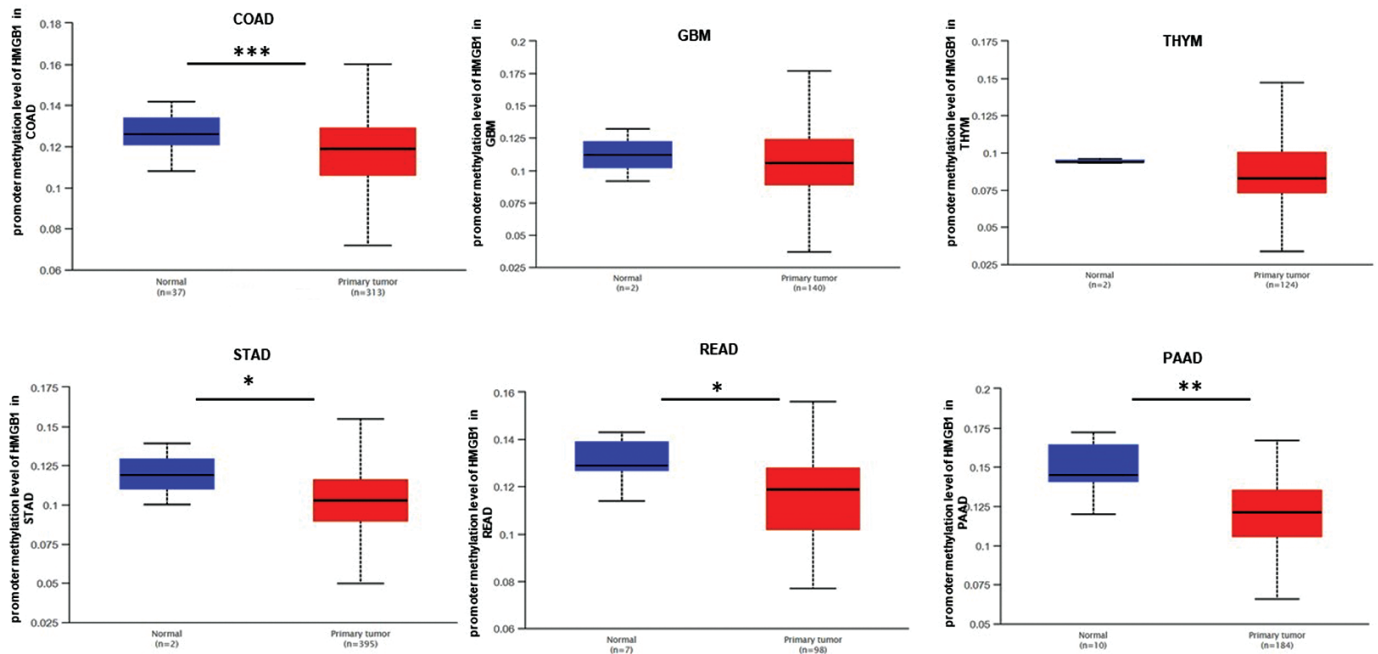 COAD
promoter methylation level of HMGB1 in
COAD
0.18
0.16
0.14
0.12
0.1
0.08
0.06
***
Normal
(n=37)
Primary tumor
(n=313)
GBM
promoter methylation level of HMGB1 in
GBM
0.2
0.175
0.15
0.125
0.1
0.075
0.05
0.025
Normal
(n=2)
Primary tumor
(n=140)
THYM
promoter methylation level of HMGB1 in
THYM
0.175
0.15
0.125
0.1
0.075
0.05
0.025
Normal
(n=2)
Primary tumor
(n=124)
STAD
promoter methylation level of HMGB1 in
STAD
0.175
0.15
0.125
0.1
0.075
0.05
0.025
*
Normal
(n=2)
Primary tumor
(n=395)
READ
promoter methylation level of HMGB1 in
READ
0.16
0.14
0.12
0.1
0.08
0.06
*
Normal
(n=7)
Primary tumor
(n=98)
PAAD
promoter methylation level of HMGB1 in
PAAD
0.2
0.175
0.15
0.125
0.1
0.075
0.05
**
Normal
(n=10)
Primary tumor
(n=184)